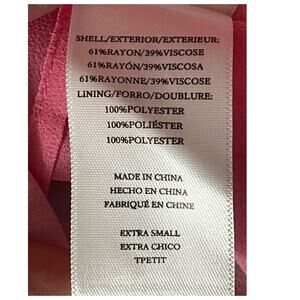 SHELL/EXTERIOR/EXTERIEUR:
61%RAYON/39%VISCOSE
61%RAYÓN/39%VISCOSA
61%RAYONNE/39%VISCOSE
LINING/FORRO/DOUBLURE:
100%POLYESTER
100%POLIÉSTER
100%POLYESTER
MADE IN CHINA
HECHO EN CHINA
FABRIQUÉ EN CHINE
EXTRA SMALL
EXTRA CHICO
TPETIT